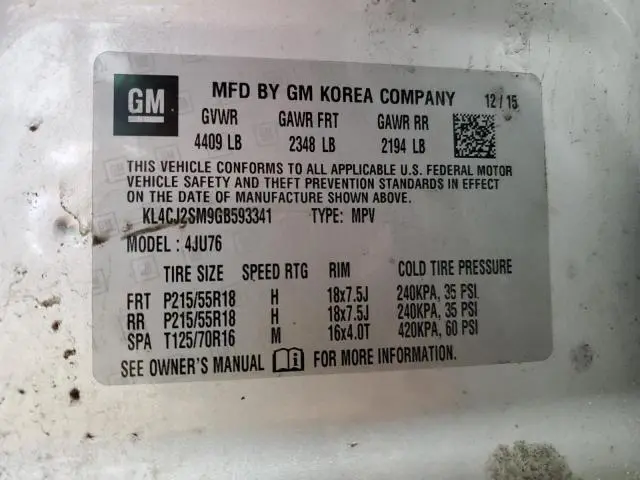 GM
MFD BY GM KOREA COMPANY 12/15
GVWR GAWR FRT GAWR RR
4409 LB 2348 LB 2194 LB
THIS VEHICLE CONFORMS TO ALL APPLICABLE U.S. FEDERAL MOTOR
VEHICLE SAFETY AND THEFT PREVENTION STANDARDS IN EFFECT
ON THE DATE OF MANUFACTURE SHOWN ABOVE.
KL4CJ2SM9GB593341 TYPE: MPV
MODEL: 4JU76
TIRE SIZE SPEED RTG RIM COLD TIRE PRESSURE
FRT P215/55R18 H 18x7.5J 240KPA, 35 PSI
RR P215/55R18 H 18x7.5J 240KPA, 35 PSI
SPA T125/70R16 M 16x4.0T 420KPA, 60 PSI
SEE OWNER'S MANUAL FOR MORE INFORMATION.